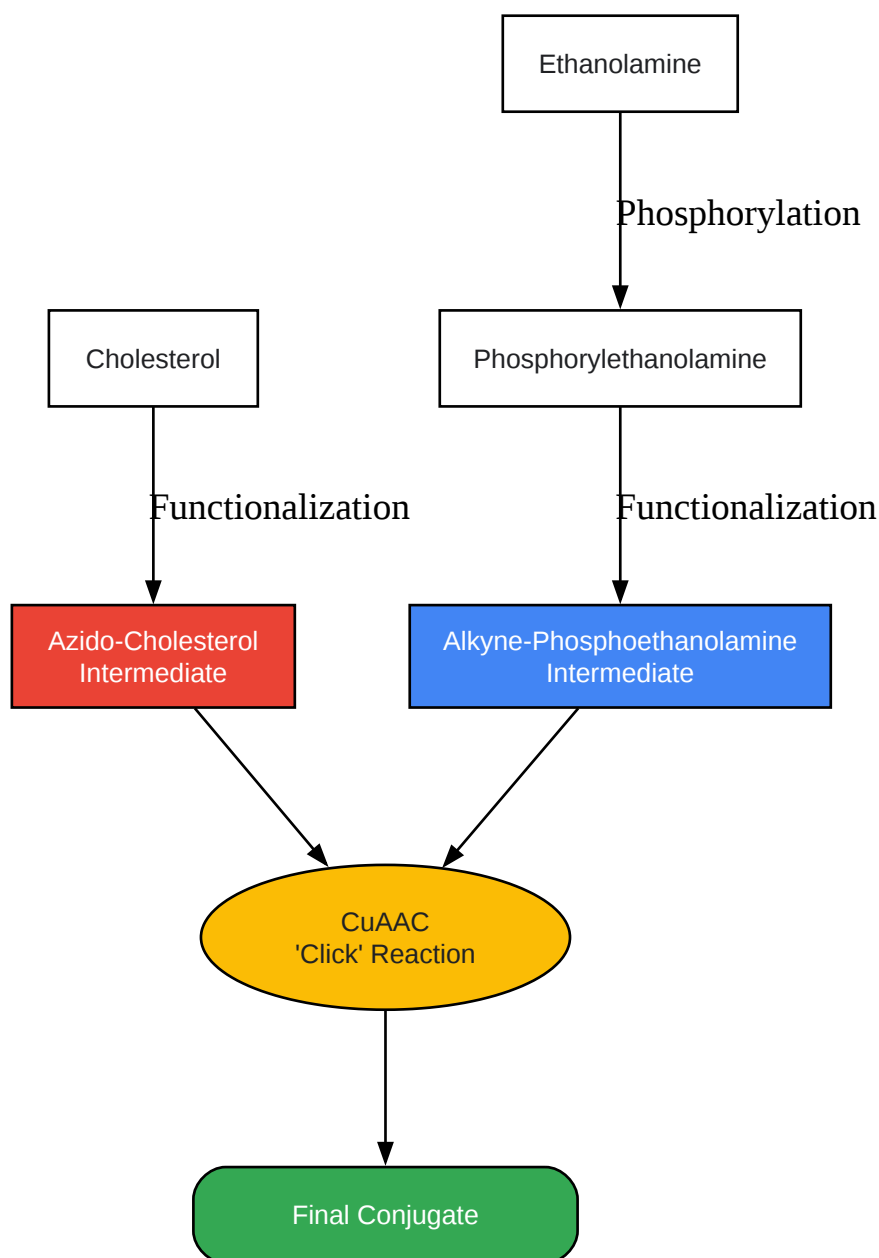 Ethanolamine
Phosphorylation
Cholesterol
Phosphorylethanolamine
Functionalization
Functionalization
Azido-Cholesterol
Intermediate
Alkyne-Phosphoethanolamine
Intermediate
CuAAC
'Click' Reaction
Final Conjugate